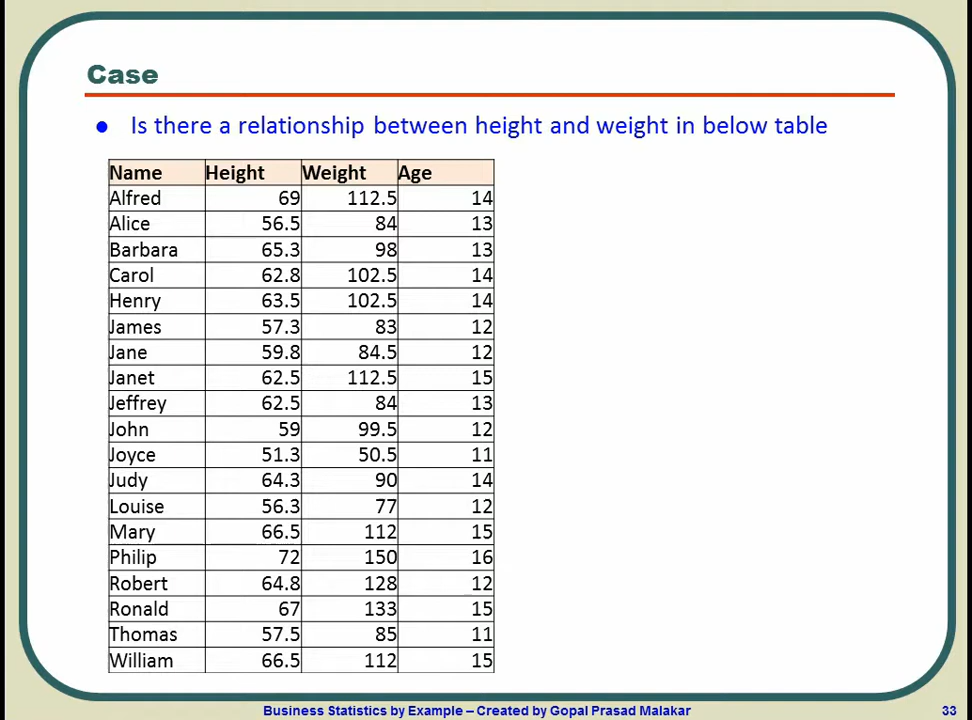 Case
Is there a relationship between height and weight in below table
Name Height Weight Age
Alfred 69 112.5 14
Alice 56.5 84 13
Barbara 65.3 98 13
Carol 62.8 102.5 14
Henry 63.5 102.5 14
James 57.3 83 12
Jane 59.8 84.5 12
Janet 62.5 112.5 15
Jeffrey 62.5 84 13
John 59 99.5 12
Joyce 51.3 50.5 11
Judy 64.3 90 14
Louise 56.3 77 12
Mary 66.5 112 15
Philip 72 150 16
Robert 64.8 128 12
Ronald 67 133 15
Thomas 57.5 85 11
William 66.5 112 15
Business Statistics by Example – Created by Gopal Prasad Malakar 33